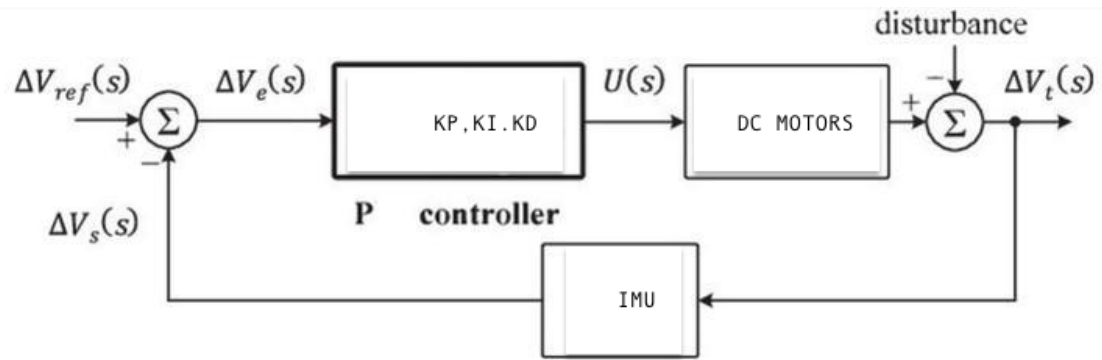 disturbance
ΔV_ref(s)
ΔV_e(s)
U(s)
ΔV_t(s)
Σ
KP,KI.KD
DC MOTORS
Σ
+
−
+
−
P controller
ΔV_s(s)
IMU